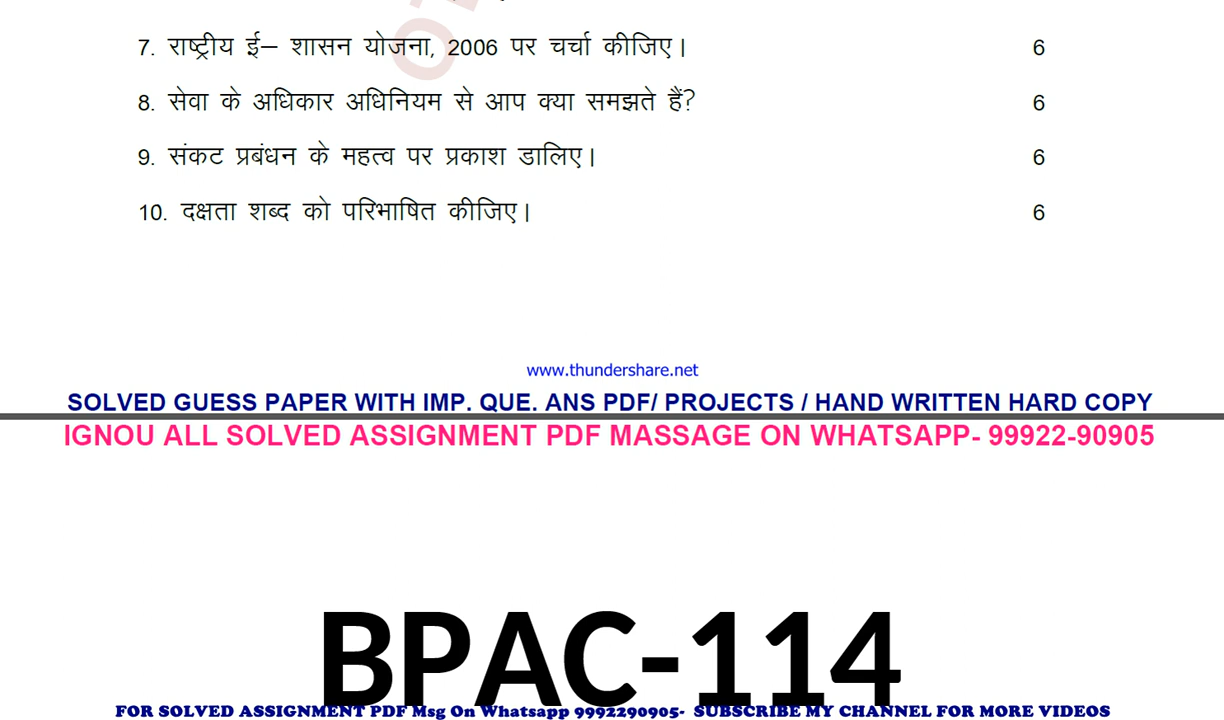 7. राष्ट्रीय ई– शासन योजना, 2006 पर चर्चा कीजिए। 6
8. सेवा के अधिकार अधिनियम से आप क्या समझते हैं? 6
9. संकट प्रबंधन के महत्व पर प्रकाश डालिए। 6
10. दक्षता शब्द को परिभाषित कीजिए। 6
www.thundershare.net
SOLVED GUESS PAPER WITH IMP. QUE. ANS PDF/ PROJECTS / HAND WRITTEN HARD COPY
IGNOU ALL SOLVED ASSIGNMENT PDF MASSAGE ON WHATSAPP- 99922-90905
BPAC-114
FOR SOLVED ASSIGNMENT PDF Msg On Whatsapp 9992290905- SUBSCRIBE MY CHANNEL FOR MORE VIDEOS